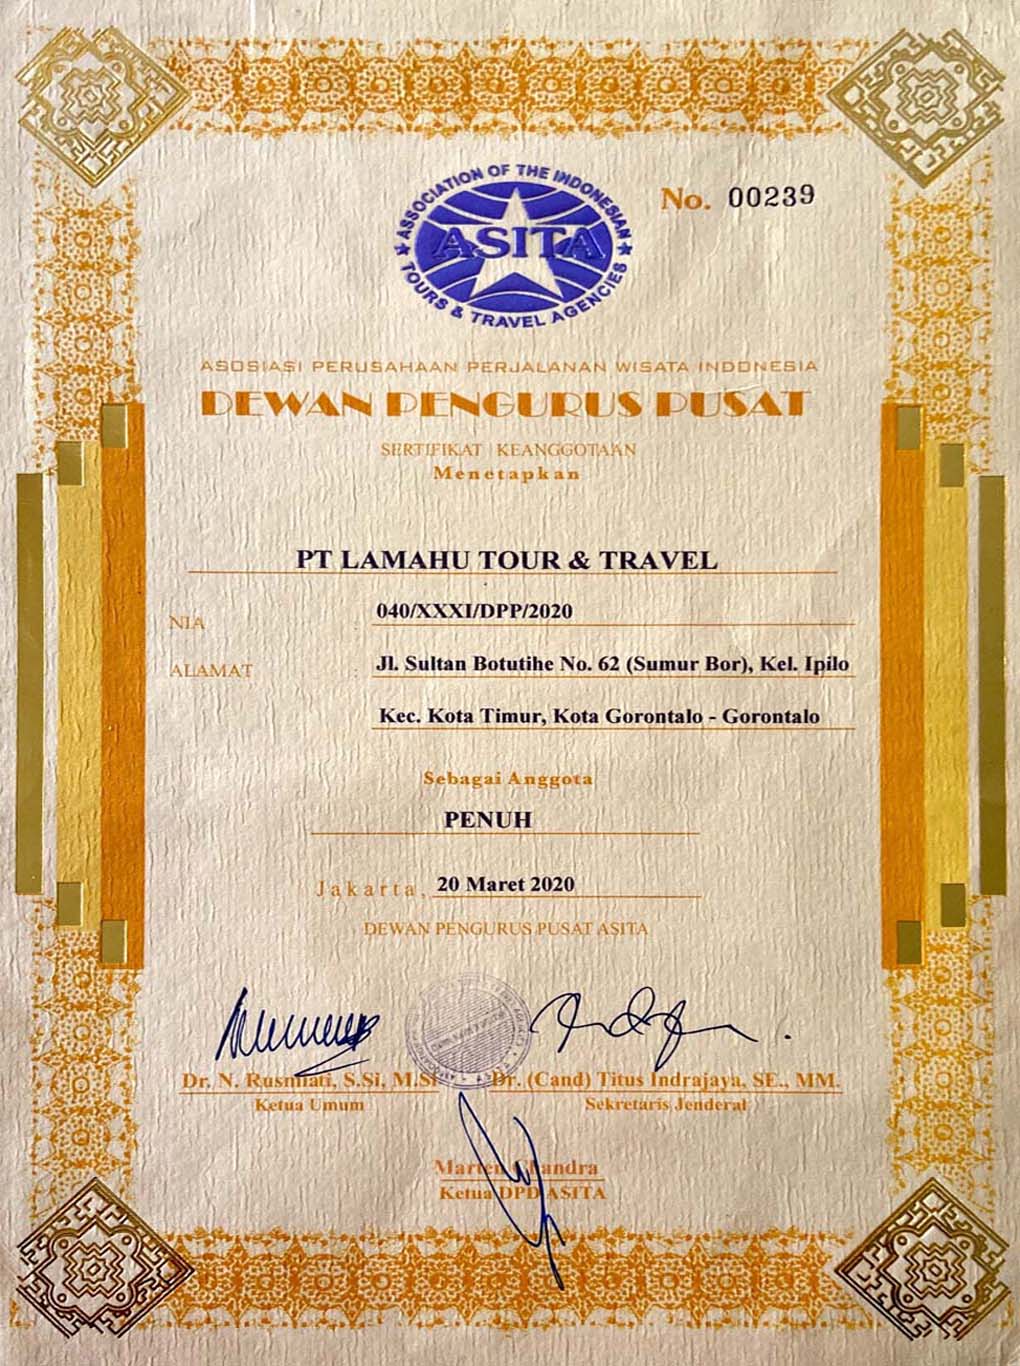 ASSOCIATION OF THE INDONESIAN
ASITA
TOURS & TRAVEL AGENCIES
No. 00239
ASOSIASI PERUSAHAAN PERJALANAN WISATA INDONESIA
DEWAN PENGURUS PUSAT
SERTIFIKAT KEANGGOTAAN
Menetapkan
PT LAMAHU TOUR & TRAVEL
NIA : 040/XXXI/DPP/2020
ALAMAT : Jl. Sultan Botutihe No. 62 (Sumur Bor), Kel. Ipilo
Kec. Kota Timur, Kota Gorontalo - Gorontalo
Sebagai Anggota
PENUH
Jakarta, 20 Maret 2020
DEWAN PENGURUS PUSAT ASITA
Dr. N. Rusmiati, S.Si, M.Si
Ketua Umum
Dr. (Cand) Titus Indrajaya, SE., MM.
Sekretaris Jenderal
Marten Chandra
Ketua DPD ASITA